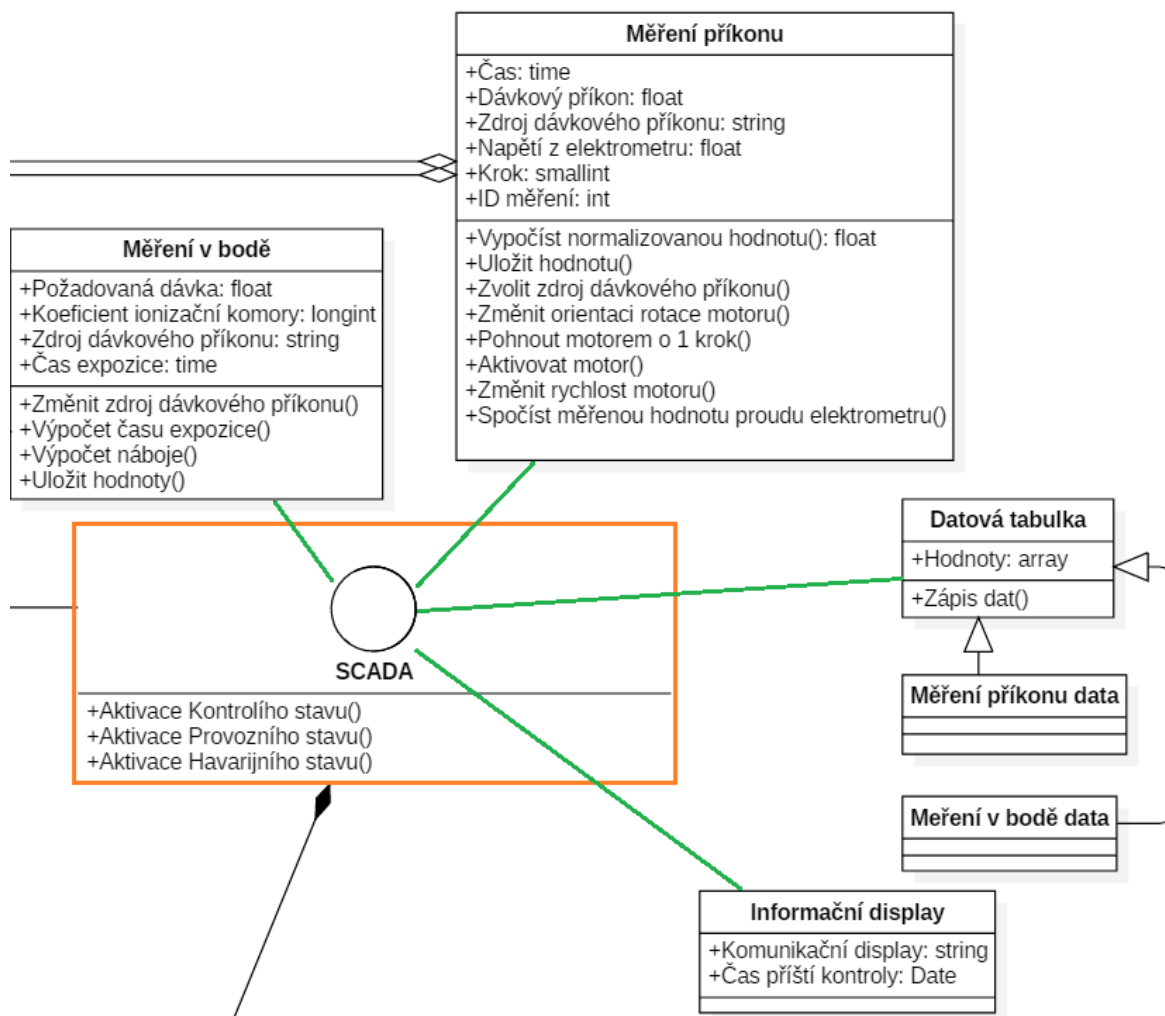 Měření příkonu
+Čas: time
+Dávkový příkon: float
+Zdroj dávkového příkonu: string
+Napětí z elektrometru: float
+Krok: smallint
+ID měření: int
+Vypočíst normalizovanou hodnotu(): float
+Uložit hodnotu()
+Zvolit zdroj dávkového příkonu()
+Změnit orientaci rotace motoru()
+Pohnout motorem o 1 krok()
+Aktivovat motor()
+Změnit rychlost motoru()
+Spočíst měřenou hodnotu proudu elektrometru()
Měření v bodě
+Požadovaná dávka: float
+Koeficient ionizační komory: longint
+Zdroj dávkového příkonu: string
+Čas expozice: time
+Změnit zdroj dávkového příkonu()
+Výpočet času expozice()
+Výpočet náboje()
+Uložit hodnoty()
SCADA
+Aktivace Kontrolího stavu()
+Aktivace Provozního stavu()
+Aktivace Havarijního stavu()
Datová tabulka
+Hodnoty: array
+Zápis dat()
Měření příkonu data
Meření v bodě data
Informační display
+Komunikační display: string
+Čas příští kontroly: Date